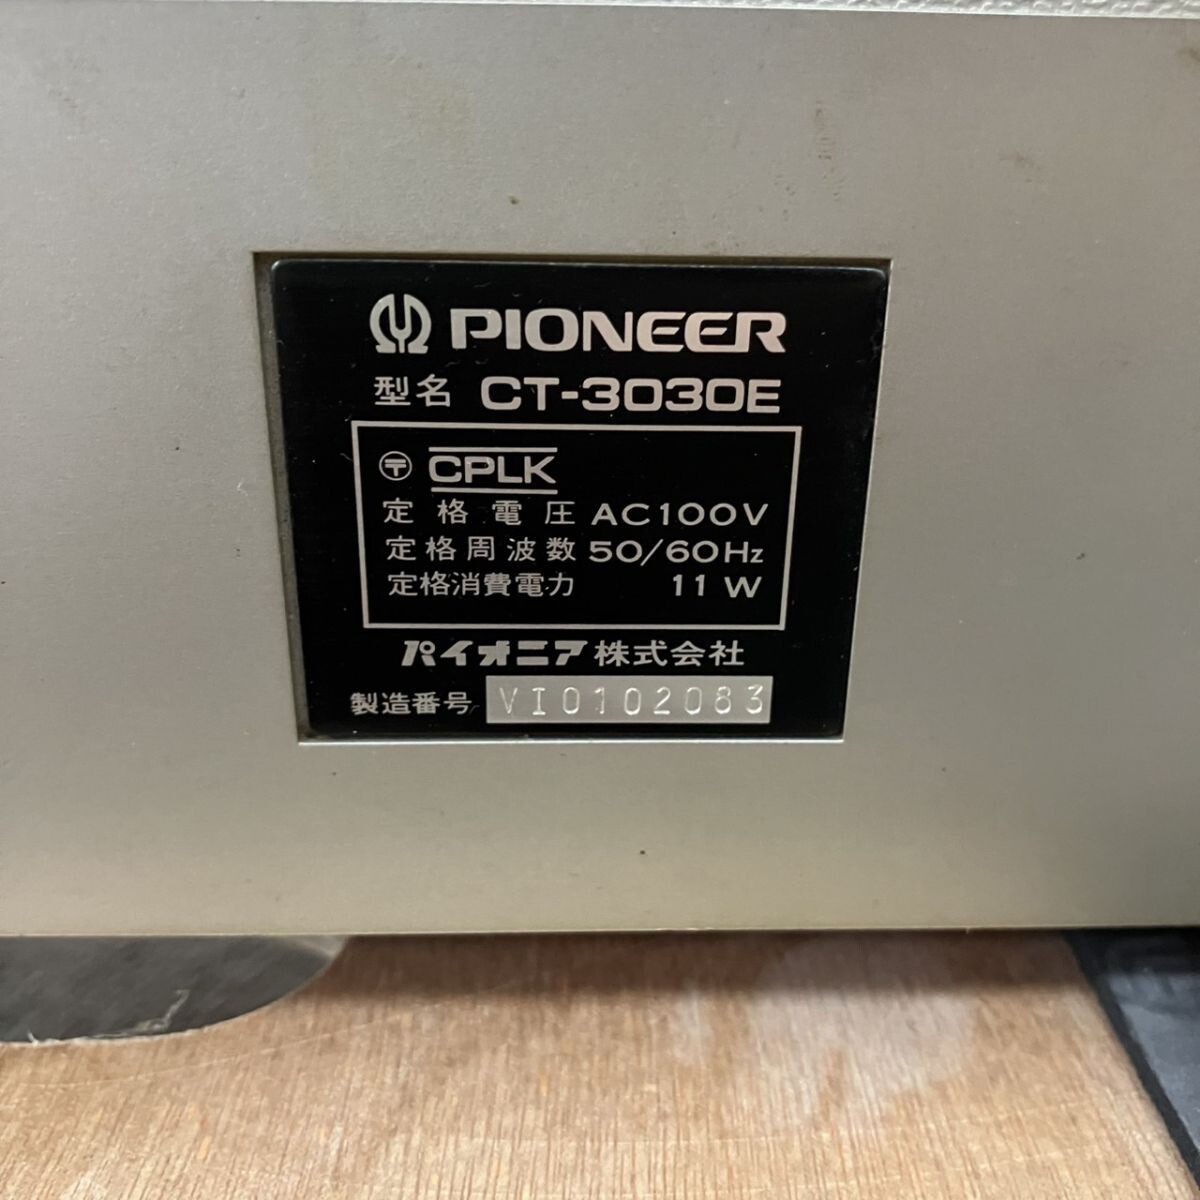 PIONEER
型名 CT-3030E
〒 CPLK
定格電圧 AC100V
定格周波数 50/60Hz
定格消費電力 11W
パイオニア株式会社
製造番号 VI0102083